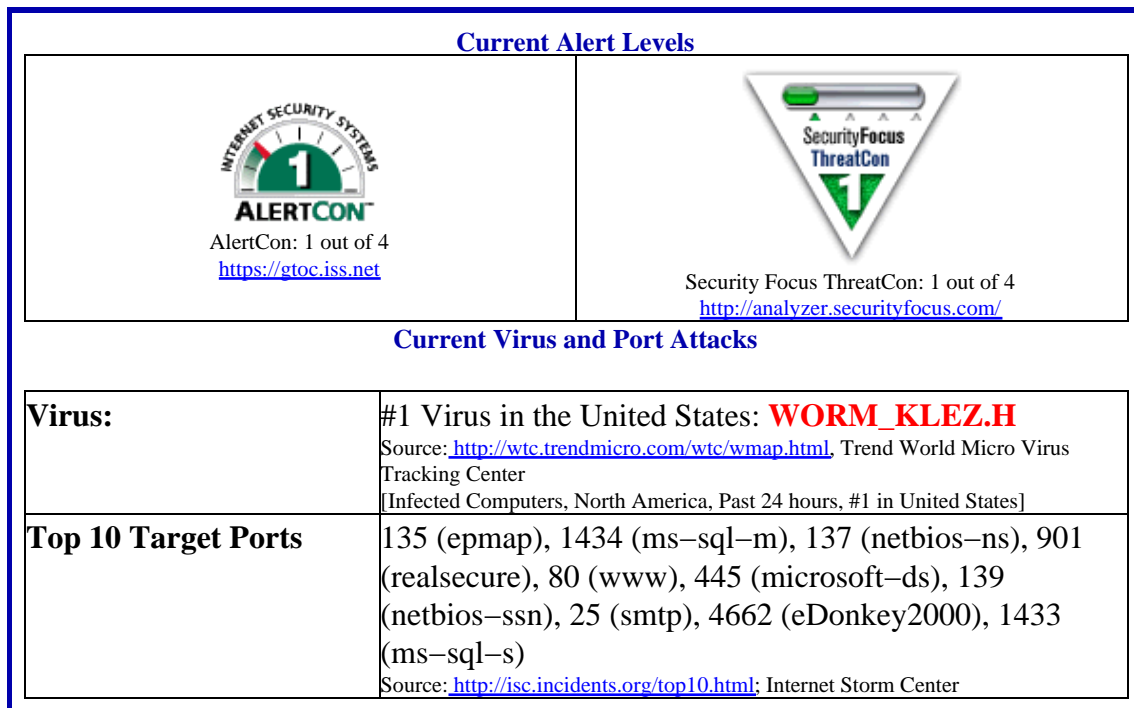 Current Alert Levels
INTERNET SECURITY SYSTEMS
1
ALERTCON™
AlertCon: 1 out of 4
https://gtoc.iss.net
SecurityFocus
ThreatCon
1
Security Focus ThreatCon: 1 out of 4
http://analyzer.securityfocus.com/
Current Virus and Port Attacks
Virus:
#1 Virus in the United States: WORM_KLEZ.H
Source: http://wtc.trendmicro.com/wtc/wmap.html, Trend World Micro Virus
Tracking Center
[Infected Computers, North America, Past 24 hours, #1 in United States]
Top 10 Target Ports
135 (epmap), 1434 (ms−sql−m), 137 (netbios−ns), 901
(realsecure), 80 (www), 445 (microsoft−ds), 139
(netbios−ssn), 25 (smtp), 4662 (eDonkey2000), 1433
(ms−sql−s)
Source: http://isc.incidents.org/top10.html; Internet Storm Center